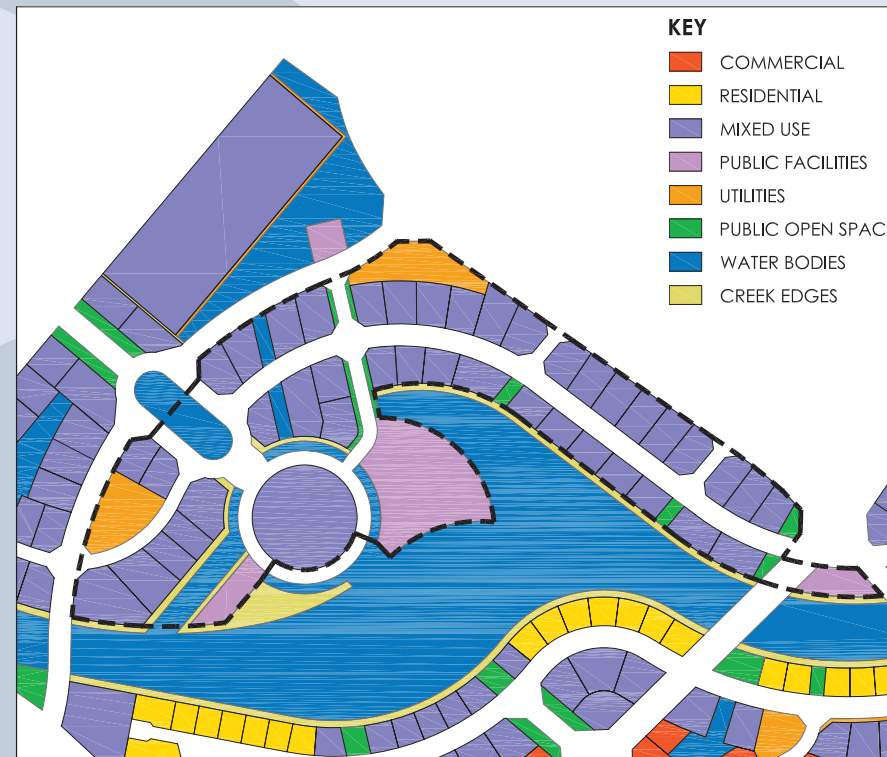 KEY
COMMERCIAL
RESIDENTIAL
MIXED USE
PUBLIC FACILITIES
UTILITIES
PUBLIC OPEN SPAC
WATER BODIES
CREEK EDGES